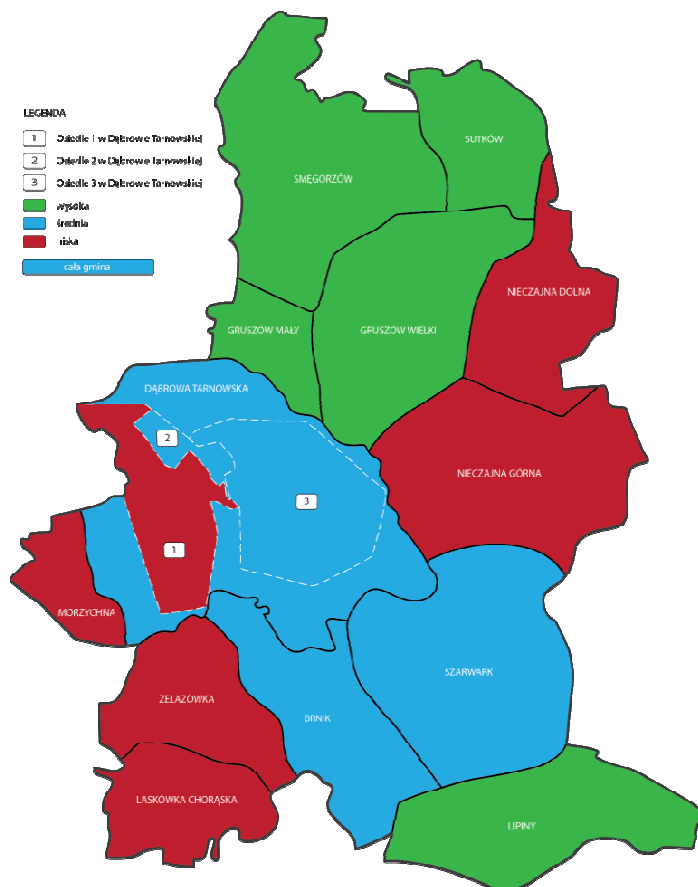 LEGENDA
1 Osiedle 1 w Dąbrowie Tarnowskiej
2 Osiedle 2 w Dąbrowie Tarnowskiej
3 Osiedle 3 w Dąbrowie Tarnowskiej
wysoka
średnia
niska
cała gmina
SUTKÓW
SMĘGORZÓW
NIECZAJNA DOLNA
GRUSZÓW MAŁY
GRUSZÓW WIELKI
DĄBROWA TARNOWSKA
2
NIECZAJNA GÓRNA
3
1
MORZYCHNA
SZARWARK
ŻELAZÓWKA
BRNIK
LASKÓWKA CHORĄSKA
LIPINY